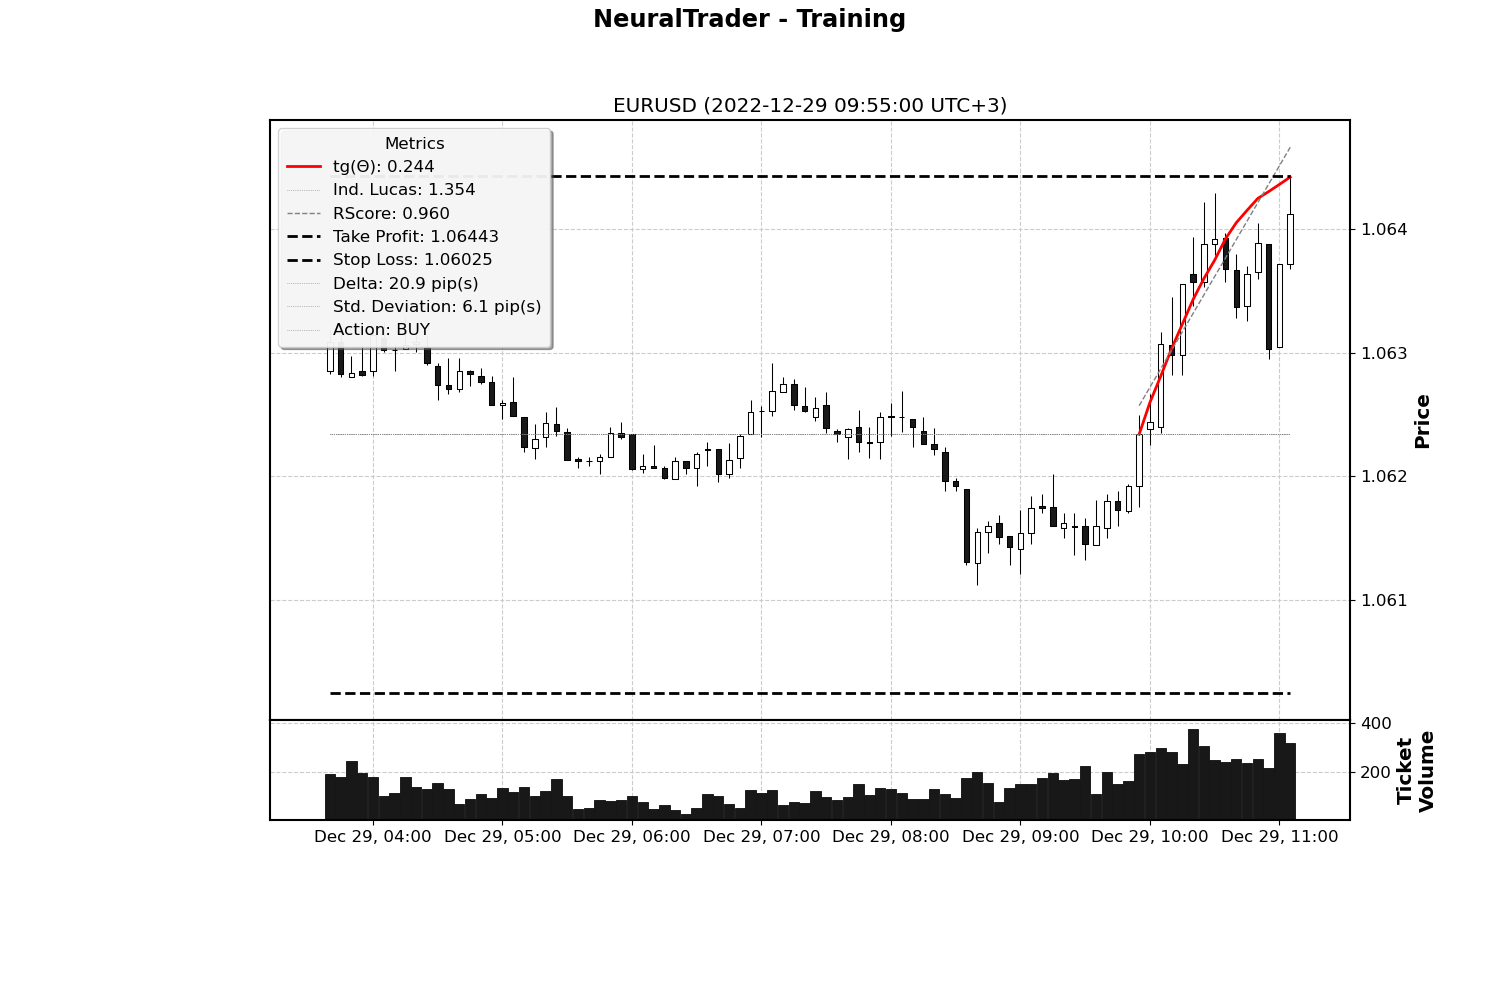 NeuralTrader - Training
EURUSD (2022-12-29 09:55:00 UTC+3)
Metrics
tg(Θ): 0.244
Ind. Lucas: 1.354
RScore: 0.960
Take Profit: 1.06443
Stop Loss: 1.06025
Delta: 20.9 pip(s)
Std. Deviation: 6.1 pip(s)
Action: BUY
1.064
1.063
1.062
1.061
Price
400
200
Ticket
Volume
Dec 29, 04:00 Dec 29, 05:00 Dec 29, 06:00 Dec 29, 07:00 Dec 29, 08:00 Dec 29, 09:00 Dec 29, 10:00 Dec 29, 11:00